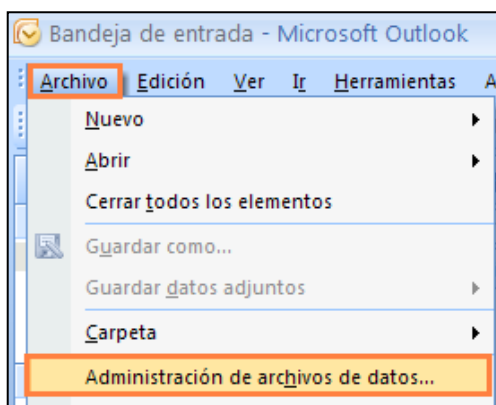 Bandeja de entrada - Microsoft Outlook
Archivo Edición Ver Ir Herramientas A
Nuevo
Abrir
Cerrar todos los elementos
Guardar como...
Guardar datos adjuntos
Carpeta
Administración de archivos de datos...